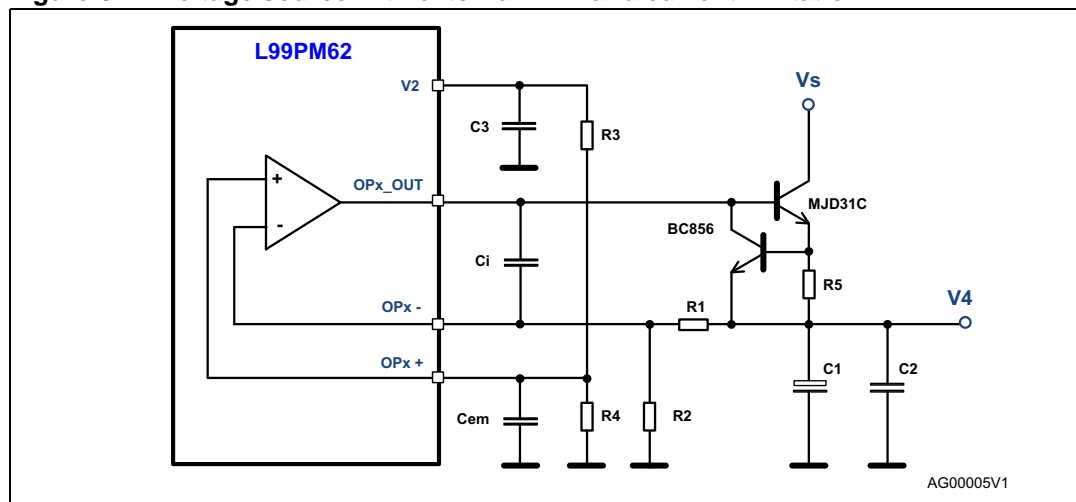 L99PM62
V2
Vs
C3
R3
OPx_OUT
MJD31C
BC856
Ci
R5
OPx -
R1
V4
OPx +
C1
C2
Cem
R4
R2
AG00005V1